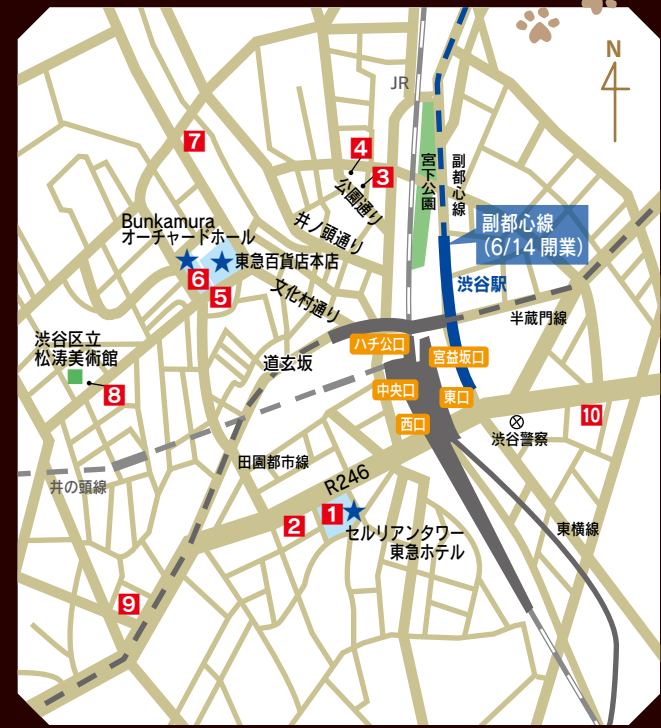 N
JR
7
4
3
公園通り
宮下公園
副都心線
井ノ頭通り
Bunkamura
オーチャードホール
東急百貨店本店
6
5
文化村通り
副都心線
（6/14 開業）
渋谷駅
半蔵門線
渋谷区立
松涛美術館
8
道玄坂
ハチ公口
宮益坂口
中央口
東口
西口
10
渋谷警察
田園都市線
井の頭線
R246
1
2
セルリアンタワー
東急ホテル
東横線
9